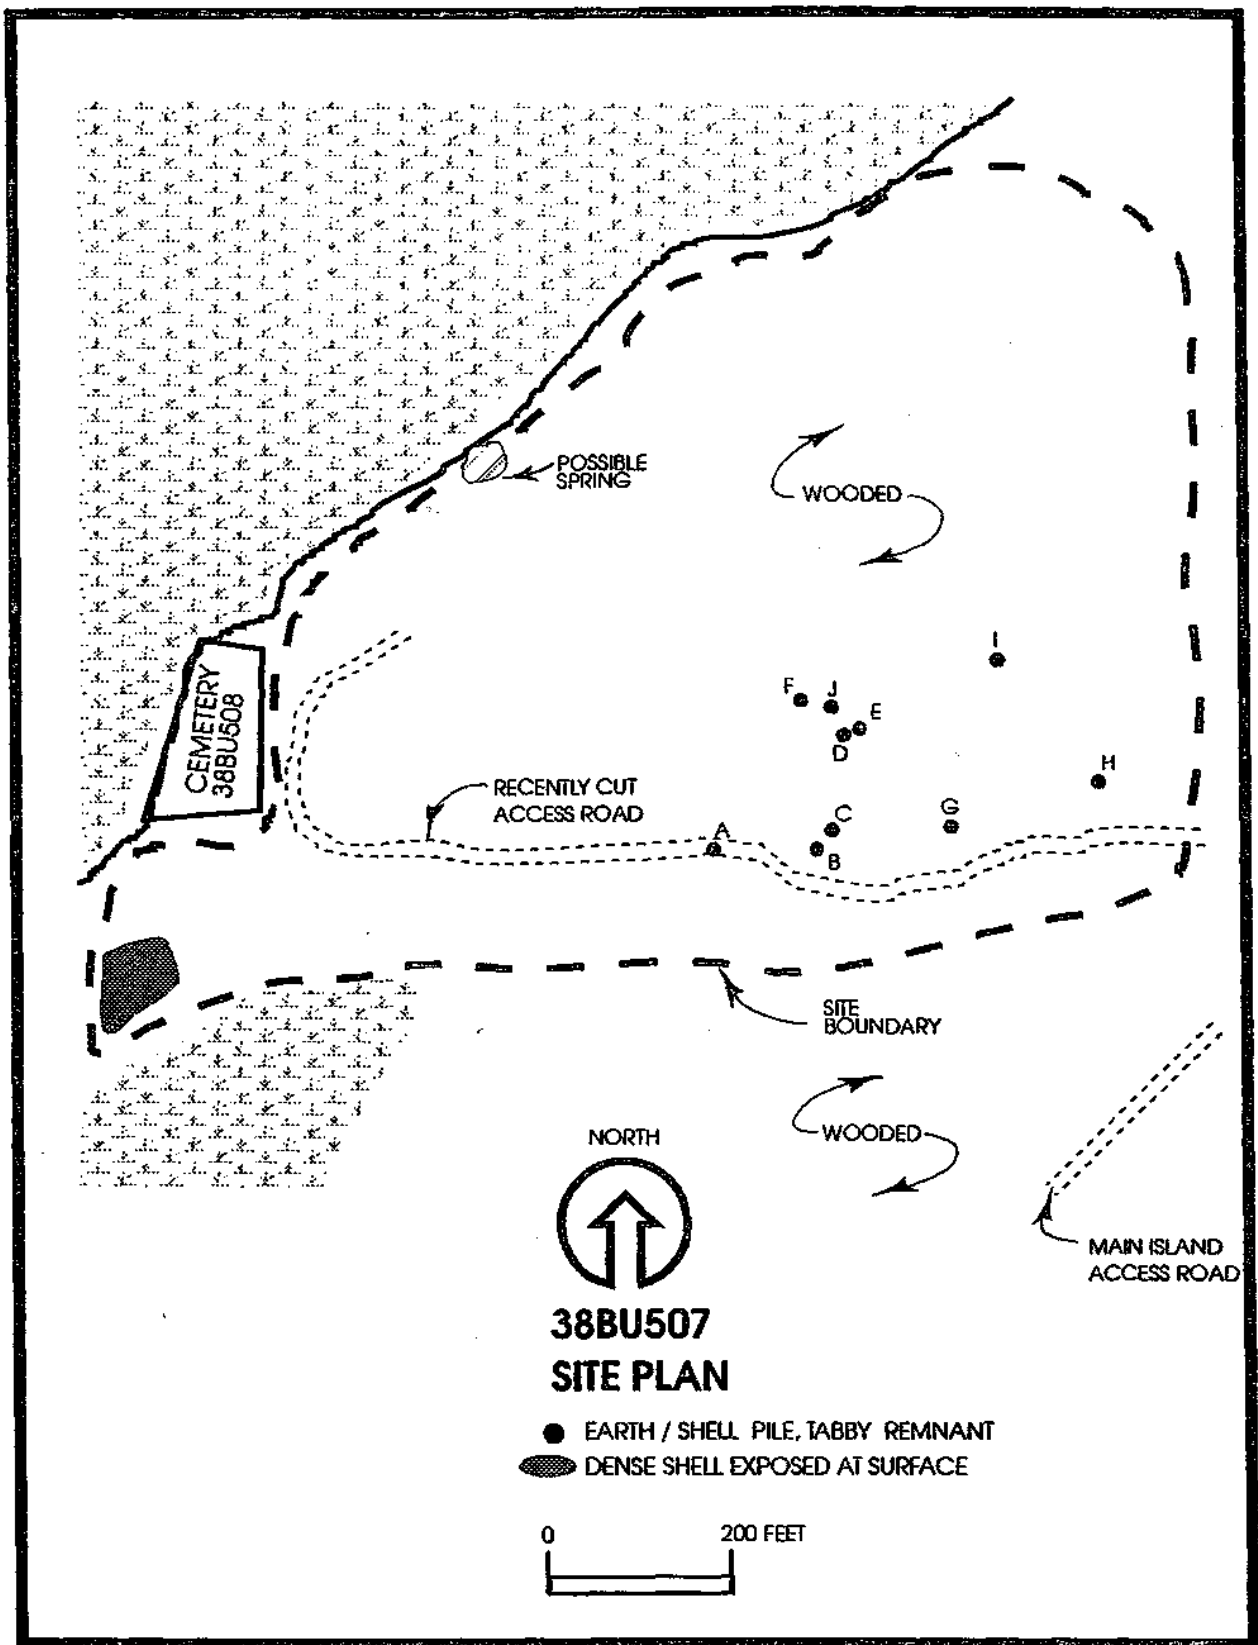 POSSIBLE
SPRING
WOODED
CEMETERY
38BU508
I
F
J
E
D
H
RECENTLY CUT
ACCESS ROAD
A
C
B
G
SITE
BOUNDARY
WOODED
NORTH
MAIN ISLAND
ACCESS ROAD
38BU507
SITE PLAN
EARTH / SHELL PILE, TABBY REMNANT
DENSE SHELL EXPOSED AT SURFACE
0 200 FEET